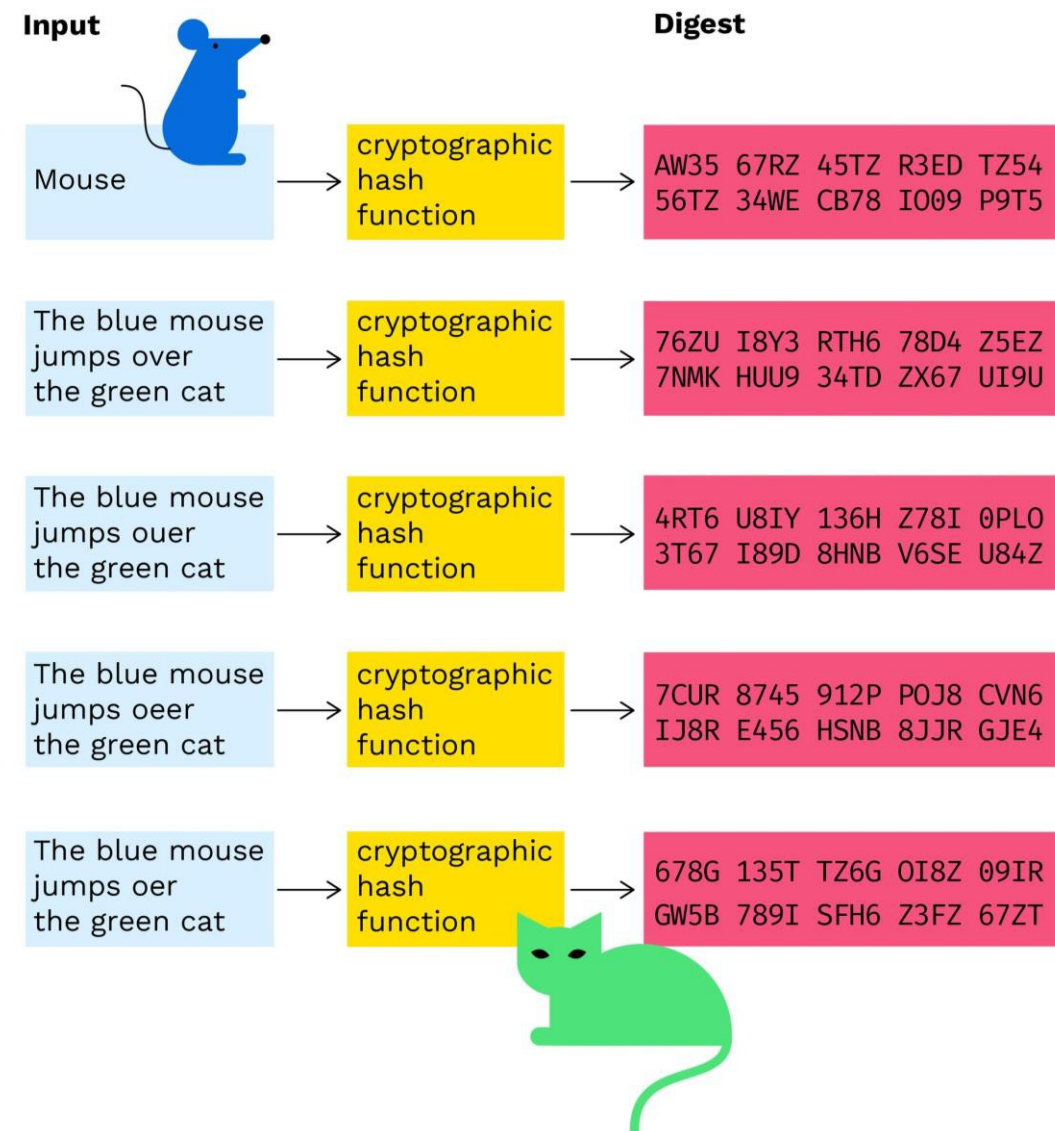 Input
Digest
Mouse
cryptographic
hash
function
AW35 67RZ 45TZ R3ED TZ54
56TZ 34WE CB78 IO09 P9T5
The blue mouse
jumps over
the green cat
cryptographic
hash
function
76ZU I8Y3 RTH6 78D4 Z5EZ
7NMK HUU9 34TD ZX67 UI9U
The blue mouse
jumps ouer
the green cat
cryptographic
hash
function
4RT6 U8IY 136H Z78I 0PLO
3T67 I89D 8HNB V6SE U84Z
The blue mouse
jumps oeer
the green cat
cryptographic
hash
function
7CUR 8745 912P POJ8 CVN6
IJ8R E456 HSNB 8JJR GJE4
The blue mouse
jumps oer
the green cat
cryptographic
hash
function
678G 135T TZ6G OI8Z 09IR
GW5B 789I SFH6 Z3FZ 67ZT